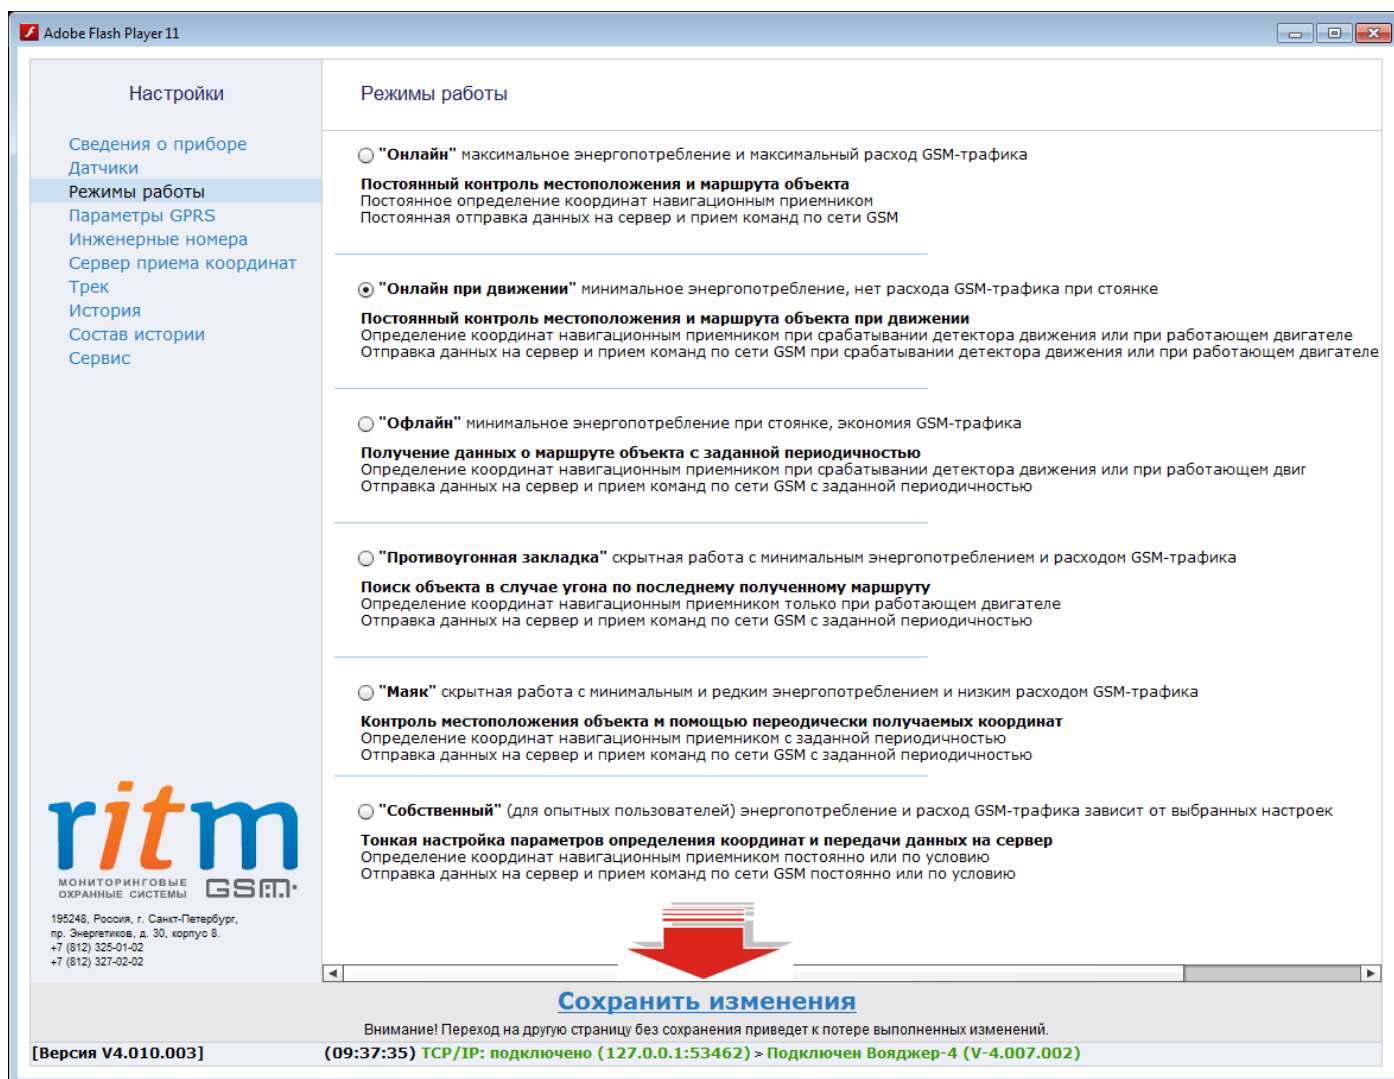 Adobe Flash Player 11
Настройки
Режимы работы
Сведения о приборе
Датчики
Режимы работы
Параметры GPRS
Инженерные номера
Сервер приема координат
Трек
История
Состав истории
Сервис
"Онлайн" максимальное энергопотребление и максимальный расход GSM-трафика
Постоянный контроль местоположения и маршрута объекта
Постоянное определение координат навигационным приемником
Постоянная отправка данных на сервер и прием команд по сети GSM
"Онлайн при движении" минимальное энергопотребление, нет расхода GSM-трафика при стоянке
Постоянный контроль местоположения и маршрута объекта при движении
Определение координат навигационным приемником при срабатывании детектора движения или при работающем двигателе
Отправка данных на сервер и прием команд по сети GSM при срабатывании детектора движения или при работающем двигателе
"Офлайн" минимальное энергопотребление при стоянке, экономия GSM-трафика
Получение данных о маршруте объекта с заданной периодичностью
Определение координат навигационным приемником при срабатывании детектора движения или при работающем двиг
Отправка данных на сервер и прием команд по сети GSM с заданной периодичностью
"Противоугонная закладка" скрытная работа с минимальным энергопотреблением и расходом GSM-трафика
Поиск объекта в случае угона по последнему полученному маршруту
Определение координат навигационным приемником только при работающем двигателе
Отправка данных на сервер и прием команд по сети GSM с заданной периодичностью
"Маяк" скрытная работа с минимальным и редким энергопотреблением и низким расходом GSM-трафика
Контроль местоположения объекта м помощью переодически получаемых координат
Определение координат навигационным приемником с заданной периодичностью
Отправка данных на сервер и прием команд по сети GSM с заданной периодичностью
"Собственный" (для опытных пользователей) энергопотребление и расход GSM-трафика зависит от выбранных настроек
Тонкая настройка параметров определения координат и передачи данных на сервер
Определение координат навигационным приемником постоянно или по условию
Отправка данных на сервер и прием команд по сети GSM постоянно или по условию
ritm
МОНИТОРИНГОВЫЕ
ОХРАННЫЕ СИСТЕМЫ GSM
195248, Россия, г. Санкт-Петербург,
пр. Энергетиков, д. 30, корпус 8.
+7 (812) 325-01-02
+7 (812) 327-02-02
Сохранить изменения
Внимание! Переход на другую страницу без сохранения приведет к потере выполненных изменений.
[Версия V4.010.003] (09:37:35) TCP/IP: подключено (127.0.0.1:53462) > Подключен Вояджер-4 (V-4.007.002)